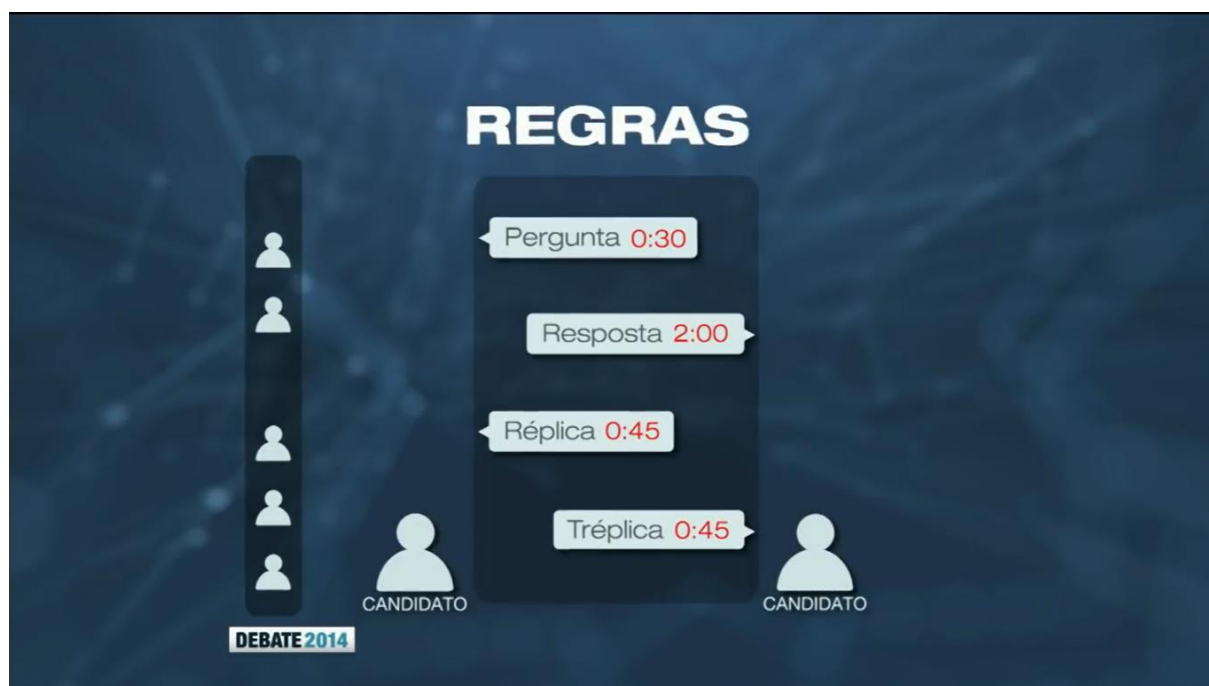 REGRAS
Pergunta 0:30
Resposta 2:00
Réplica 0:45
Tréplica 0:45
CANDIDATO
CANDIDATO
DEBATE 2014